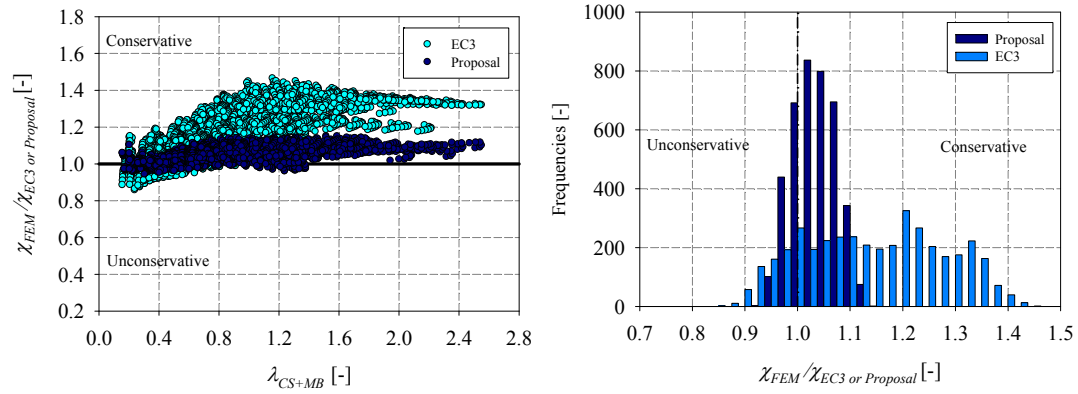 1.8
1.6
1.4
1.2
1.0
0.8
0.6
0.4
0.2
0.0 0.4 0.8 1.2 1.6 2.0 2.4 2.8
χFEM/χEC3 or Proposal [-]
λCS+MB [-]
Conservative
Unconservative
EC3
Proposal
1000
800
600
400
200
0
0.7 0.8 0.9 1.0 1.1 1.2 1.3 1.4 1.5
Frequencies [-]
χFEM/χEC3 or Proposal [-]
Proposal
EC3
Unconservative
Conservative